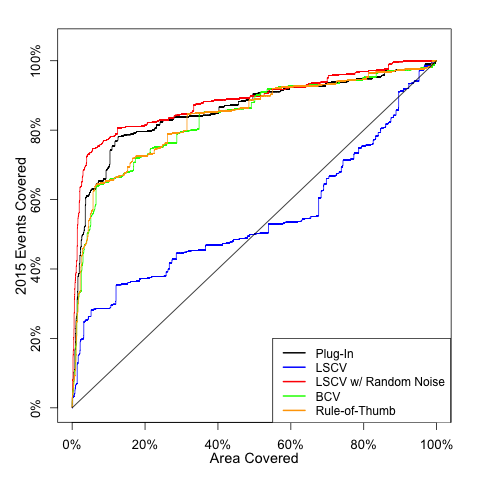 100%
80%
60%
40%
20%
0%
2015 Events Covered
Plug-In
LSCV
LSCV w/ Random Noise
BCV
Rule-of-Thumb
0%
20%
40%
60%
80%
100%
Area Covered